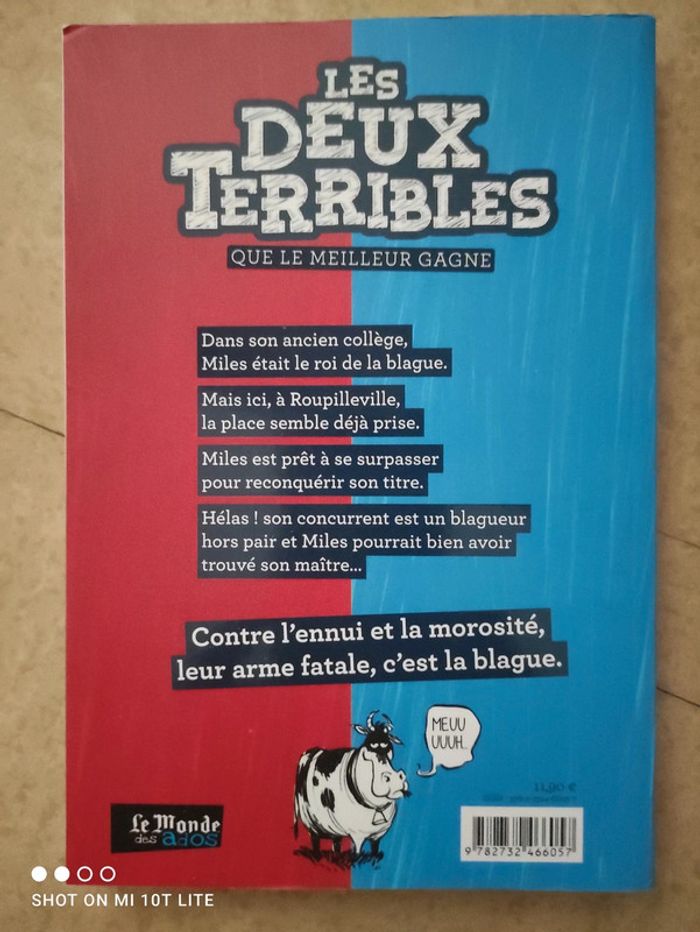 LES
DEUX
TERRIBLES
QUE LE MEILLEUR GAGNE
Dans son ancien collège,
Miles était le roi de la blague.
Mais ici, à Roupilleville,
la place semble déjà prise.
Miles est prêt à se surpasser
pour reconquérir son titre.
Hélas ! son concurrent est un blagueur
hors pair et Miles pourrait bien avoir
trouvé son maître...
Contre l'ennui et la morosité,
leur arme fatale, c'est la blague.
MEUU
UUUH...
11,90 €
Le Monde
des ados
9 782732 466057
SHOT ON MI 10T LITE